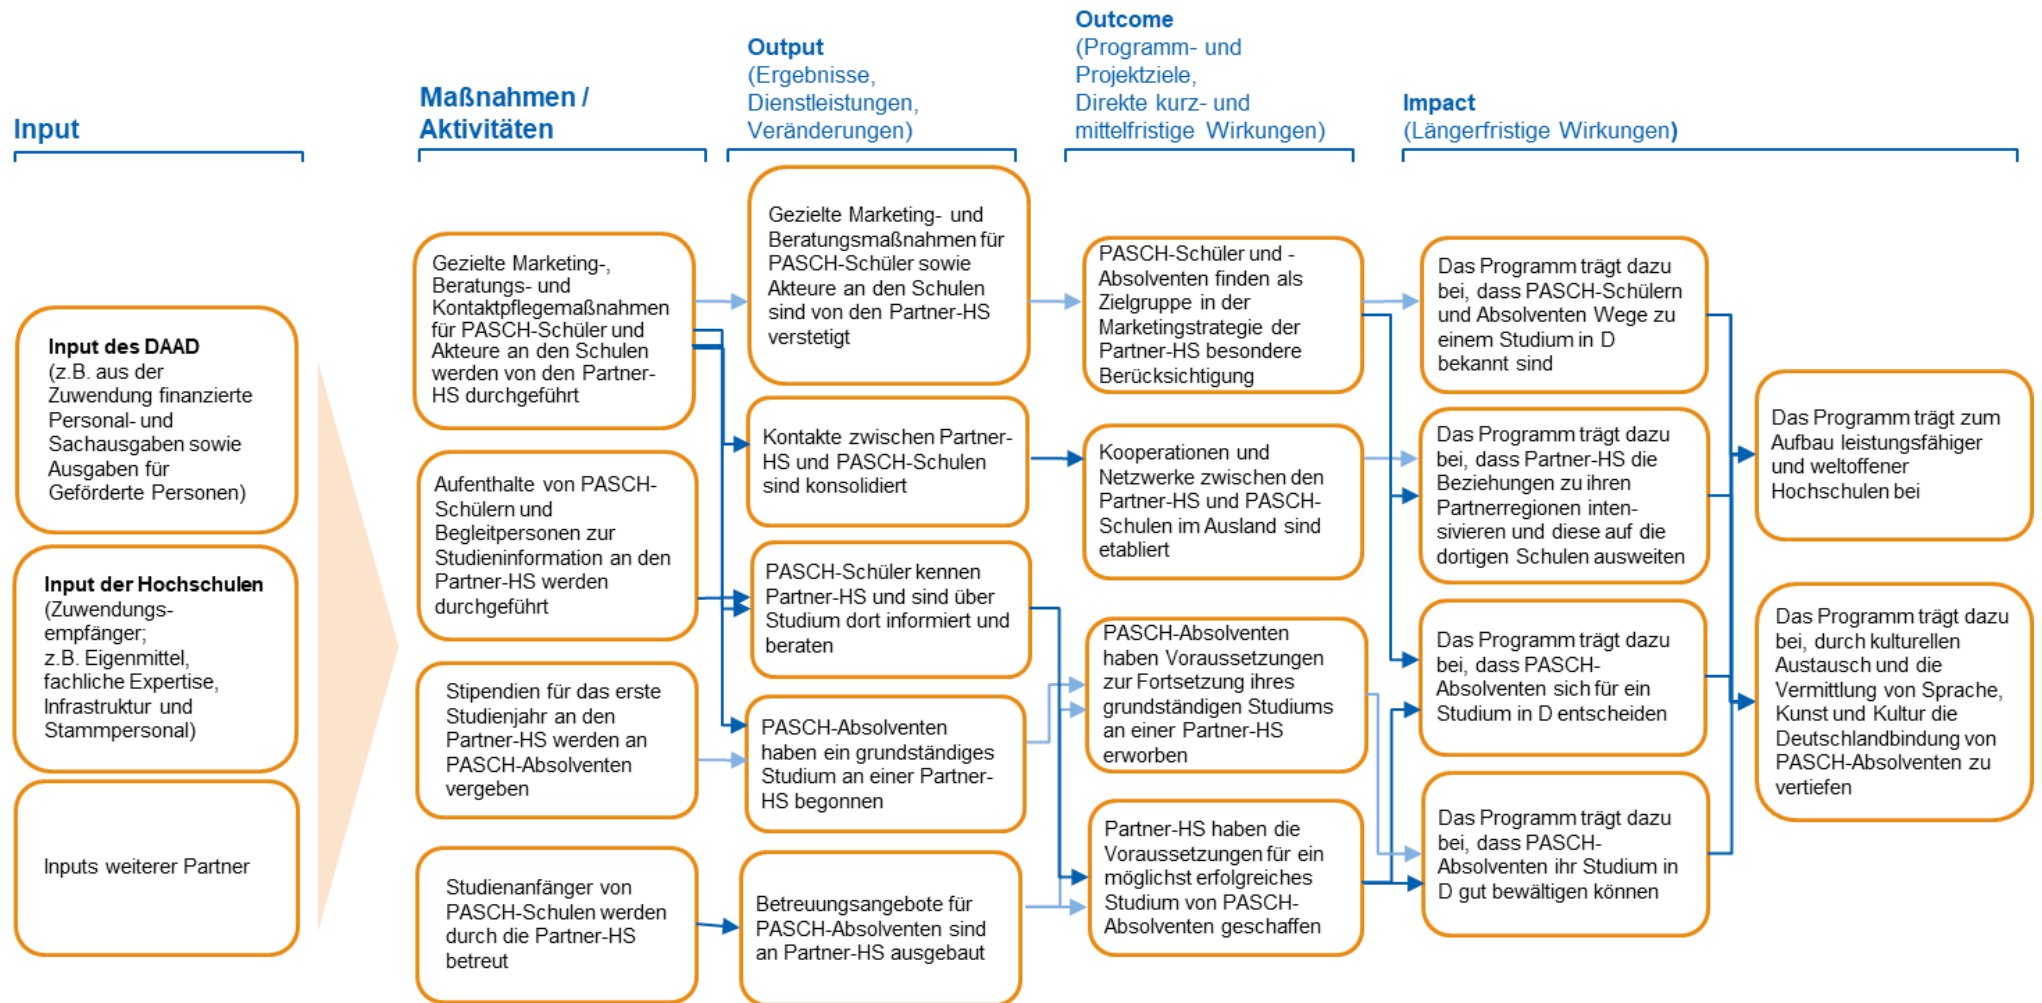 Input
Maßnahmen /
Aktivitäten
Output
(Ergebnisse,
Dienstleistungen,
Veränderungen)
Outcome
(Programm- und
Projektziele,
Direkte kurz- und
mittelfristige Wirkungen)
Impact
(Längerfristige Wirkungen)
Input des DAAD
(z.B. aus der
Zuwendung finanzierte
Personal- und
Sachausgaben sowie
Ausgaben für
Geförderte Personen)
Input der Hochschulen
(Zuwendungs-
empfänger;
z.B. Eigenmittel,
fachliche Expertise,
Infrastruktur und
Stammpersonal)
Inputs weiterer Partner
Gezielte Marketing-,
Beratungs- und
Kontaktpflegemaßnahmen
für PASCH-Schüler und
Akteure an den Schulen
werden von den Partner-
HS durchgeführt
Aufenthalte von PASCH-
Schülern und
Begleitpersonen zur
Studieninformation an den
Partner-HS werden
durchgeführt
Stipendien für das erste
Studienjahr an den
Partner-HS werden an
PASCH-Absolventen
vergeben
Studienanfänger von
PASCH-Schulen werden
durch die Partner-HS
betreut
Gezielte Marketing- und
Beratungsmaßnahmen für
PASCH-Schüler sowie
Akteure an den Schulen
sind von den Partner-HS
verstetigt
Kontakte zwischen Partner-
HS und PASCH-Schulen
sind konsolidiert
PASCH-Schüler kennen
Partner-HS und sind über
Studium dort informiert und
beraten
PASCH-Absolventen
haben ein grundständiges
Studium an einer Partner-
HS begonnen
Betreuungsangebote für
PASCH-Absolventen sind
an Partner-HS ausgebaut
PASCH-Schüler und -
Absolventen finden als
Zielgruppe in der
Marketingstrategie der
Partner-HS besondere
Berücksichtigung
Kooperationen und
Netzwerke zwischen den
Partner-HS und PASCH-
Schulen im Ausland sind
etabliert
PASCH-Absolventen
haben Voraussetzungen
zur Fortsetzung ihres
grundständigen Studiums
an einer Partner-HS
erworben
Partner-HS haben die
Voraussetzungen für ein
möglichst erfolgreiches
Studium von PASCH-
Absolventen geschaffen
Das Programm trägt dazu
bei, dass PASCH-Schülern
und Absolventen Wege zu
einem Studium in D
bekannt sind
Das Programm trägt dazu
bei, dass Partner-HS die
Beziehungen zu ihren
Partnerregionen inten-
sivieren und diese auf die
dortigen Schulen ausweiten
Das Programm trägt dazu
bei, dass PASCH-
Absolventen sich für ein
Studium in D entscheiden
Das Programm trägt dazu
bei, dass PASCH-
Absolventen ihr Studium in
D gut bewältigen können
Das Programm trägt zum
Aufbau leistungsfähiger
und weltoffener
Hochschulen bei
Das Programm trägt dazu
bei, durch kulturellen
Austausch und die
Vermittlung von Sprache,
Kunst und Kultur die
Deutschlandbindung von
PASCH-Absolventen zu
vertiefen